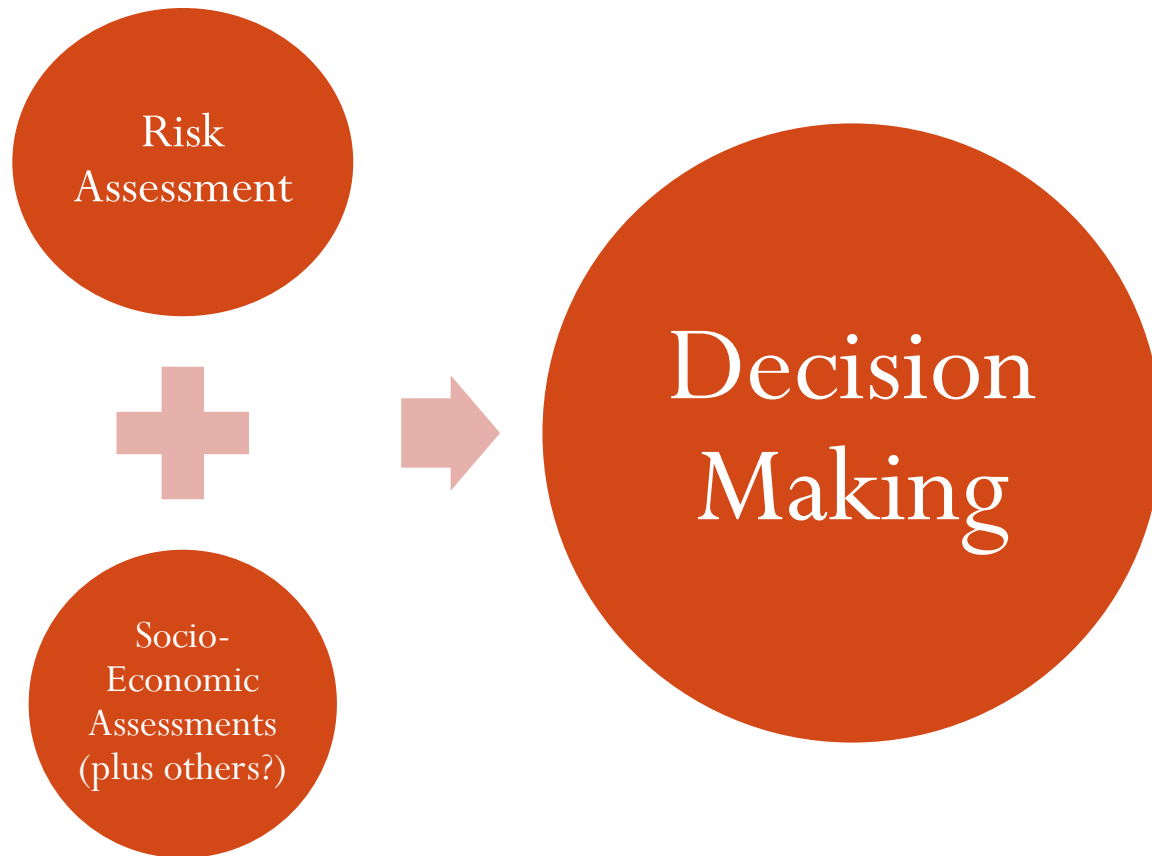 Risk
Assessment
Socio-
Economic
Assessments
(plus others?)
Decision
Making